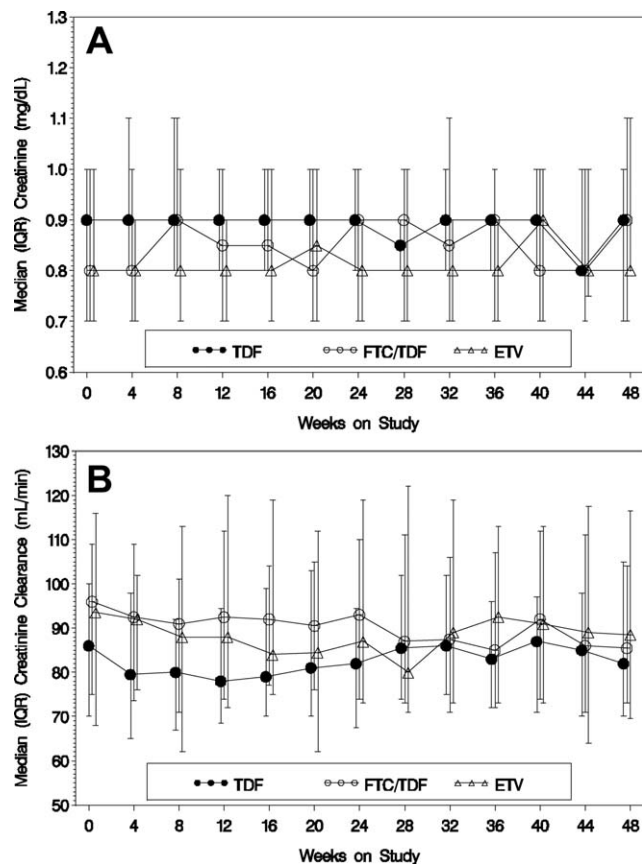 A
Median (IQR) Creatinine (mg/dL)
1.3
1.2
1.1
1.0
0.9
0.8
0.7
0.6
TDF FTC/TDF ETV
0 4 8 12 16 20 24 28 32 36 40 44 48
Weeks on Study
B
Median (IQR) Creatinine Clearance (mL/min)
130
120
110
100
90
80
70
60
50
TDF FTC/TDF ETV
0 4 8 12 16 20 24 28 32 36 40 44 48
Weeks on Study